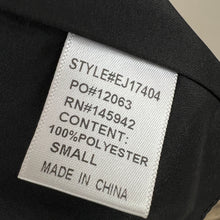 STYLE#EJ17404
PO#12063
RN#145942
CONTENT:
100%POLYESTER
SMALL
MADE IN CHINA